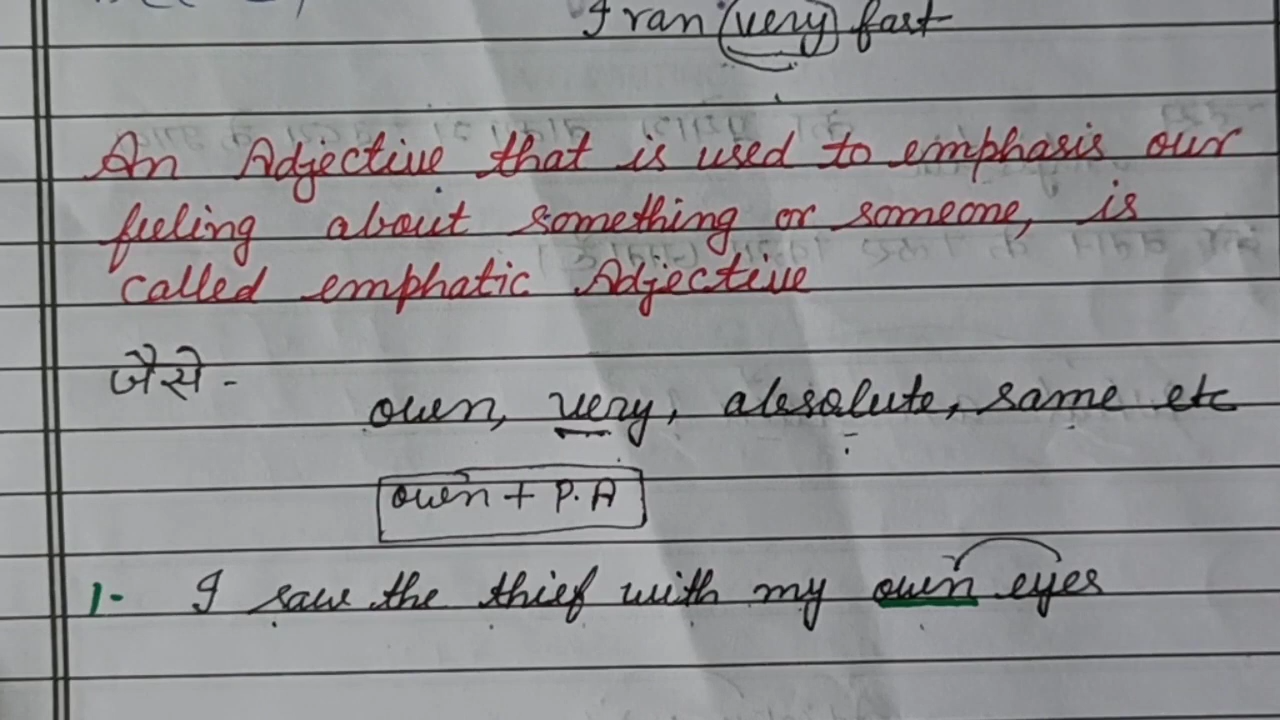 I ran very fast
An Adjective that is used to emphasis our
feeling about something or someone, is
called emphatic Adjective
जैसे -
own, very, absolute, same etc
own + P.A
1- I saw the thief with my own eyes